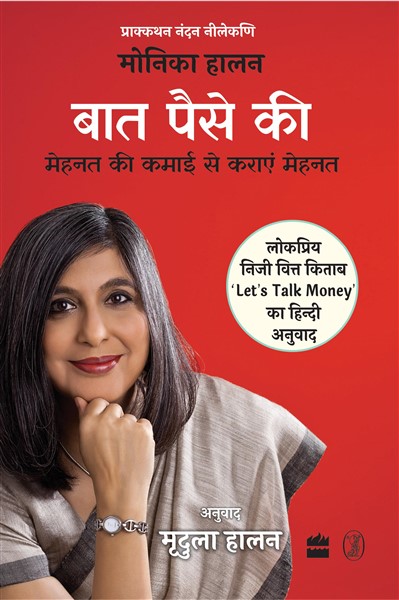 प्राक्कथन नंदन नीलेकणि
मोनिका हालन
बात पैसे की
मेहनत की कमाई से कराएं मेहनत
लोकप्रिय
निजी वित्त किताब
‘Let's Talk Money’
का हिन्दी
अनुवाद
अनुवाद
मृदुला हालन